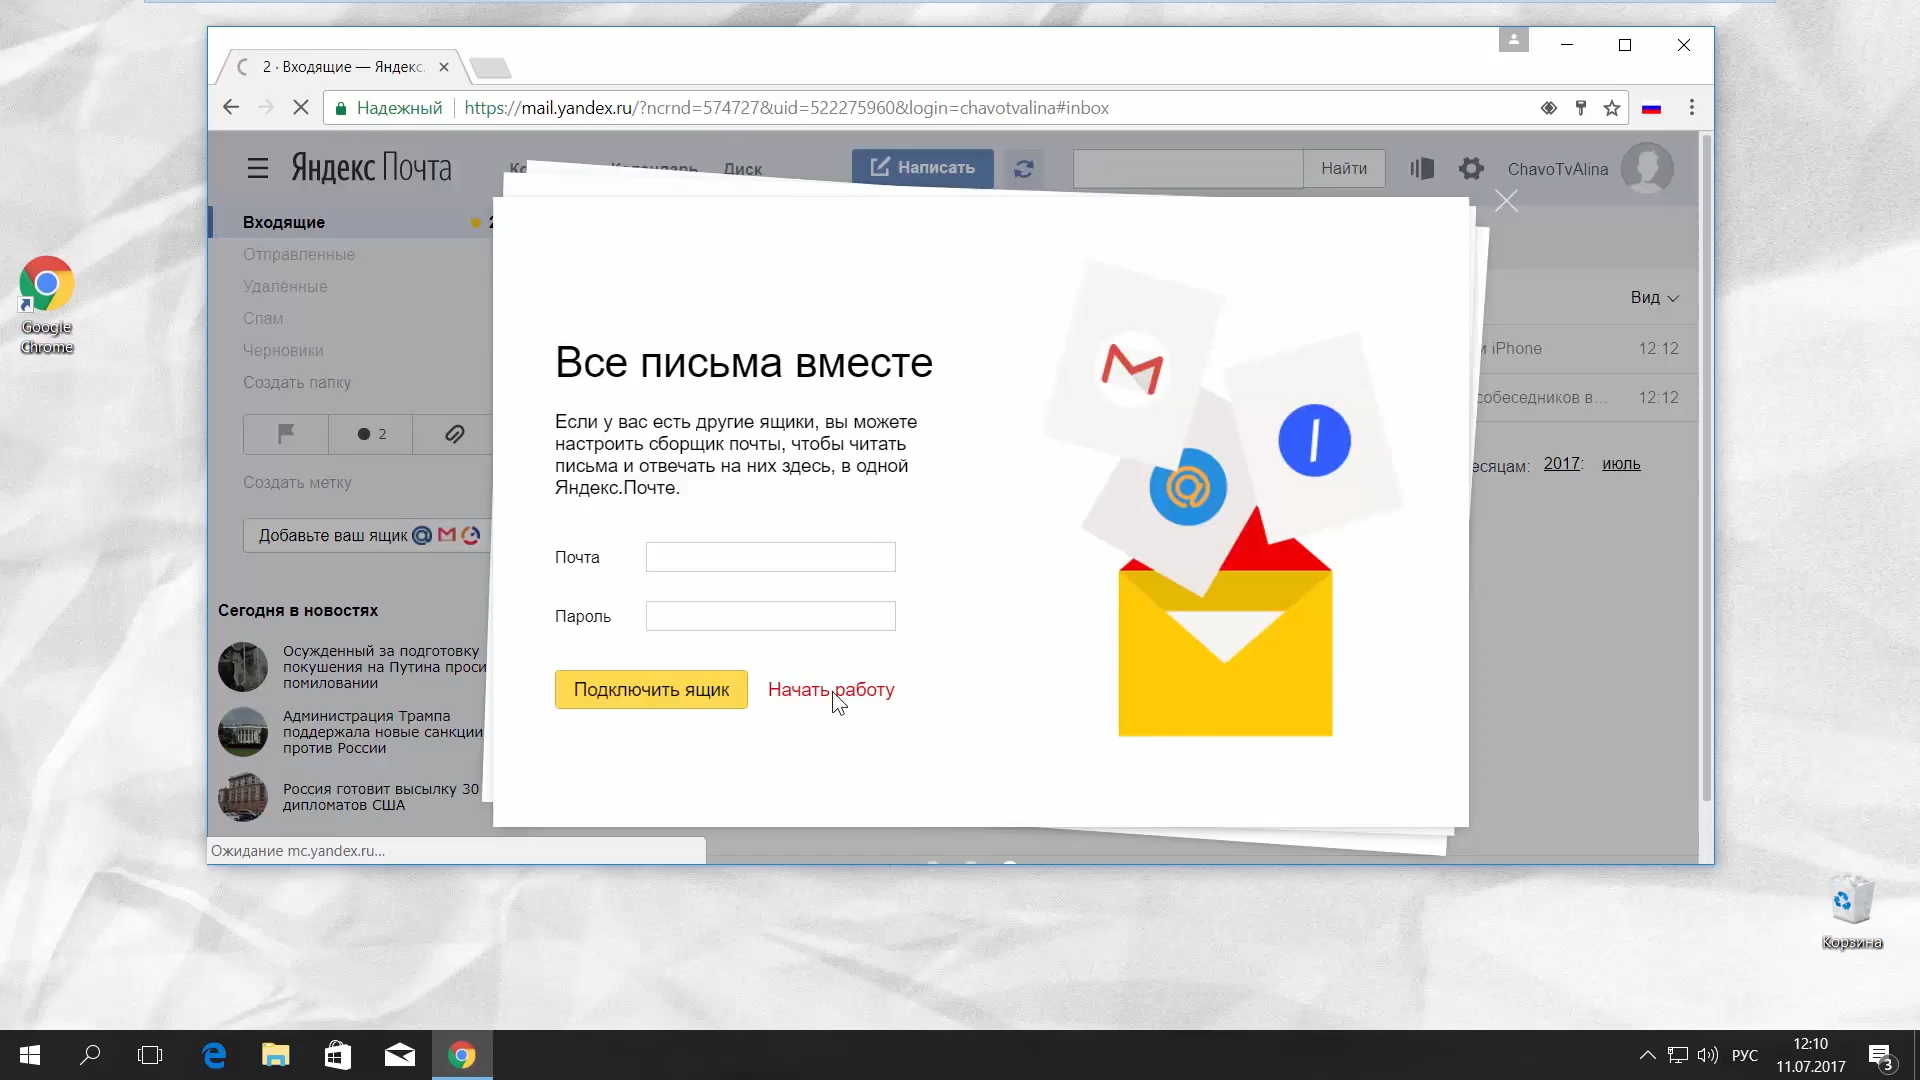 2 · Входящие — Яндекс.
Надежный
https://mail.yandex.ru/?ncrnd=574727&uid=522275960&login=chavotvalina#inbox
Яндекс Почта
Диск
Написать
Найти
ChavoTvAlina
Входящие
Отправленные
Удалённые
Спам
Черновики
Создать папку
2
Создать метку
Добавьте ваш ящик
Сегодня в новостях
Осужденный за подготовку
покушения на Путина проси
помиловании
Администрация Трампа
поддержала новые санкции
против России
Россия готовит высылку 30
дипломатов США
Все письма вместе
Если у вас есть другие ящики, вы можете
настроить сборщик почты, чтобы читать
письма и отвечать на них здесь, в одной
Яндекс.Почте.
Почта
Пароль
Подключить ящик
Начать работу
Вид
и iPhone
12:12
собеседников в...
12:12
есяцам: 2017: июль
Ожидание mc.yandex.ru...
Google
Chrome
Корзина
РУС
12:10
11.07.2017
3